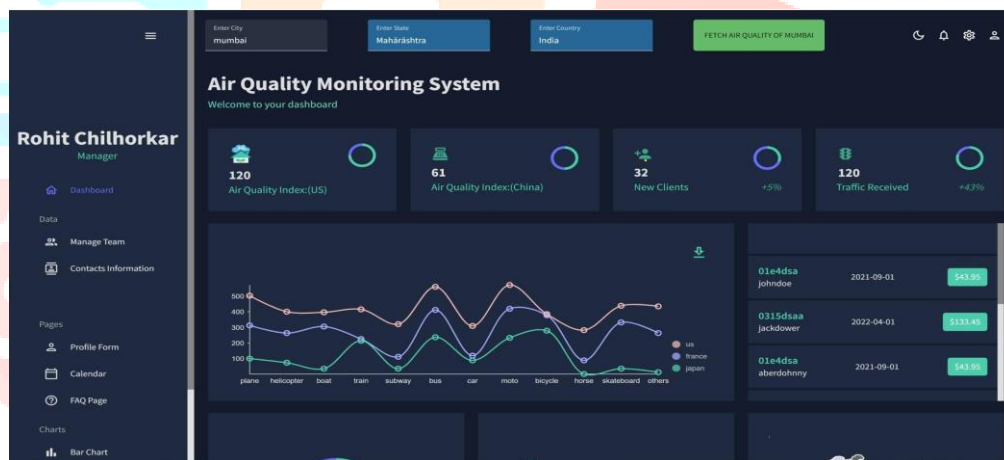 Enter City
mumbai
Enter State
Mahārāshtra
Enter Country
India
FETCH AIR QUALITY OF MUMBAI
Air Quality Monitoring System
Welcome to your dashboard
Rohit Chilhorkar
Manager
Dashboard
Data
Manage Team
Contacts Information
Pages
Profile Form
Calendar
FAQ Page
Charts
Bar Chart
120
Air Quality Index:(US)
61
Air Quality Index:(China)
32
New Clients
+5%
120
Traffic Received
+43%
500
400
300
200
100
plane helicopter boat train subway bus car moto bicycle horse skateboard others
us
france
japan
01e4dsa
johndoe
2021-09-01
$43.95
0315dsaa
jackdower
2022-04-01
$133.45
01e4dsa
aberdohnny
2021-09-01
$43.95